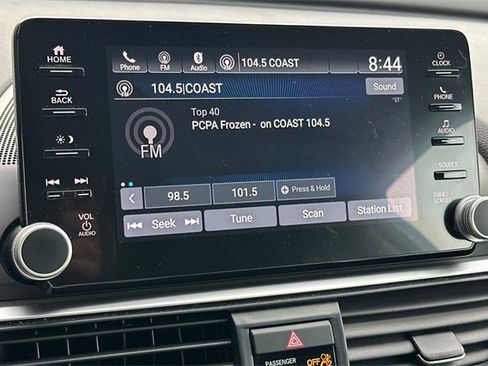 HOME
BACK
VOL
AUDIO
Phone
FM
Audio
104.5 COAST
8:44
104.5|COAST
Sound
"ST"
Top 40
PCPA Frozen - on COAST 104.5
FM
98.5
101.5
Press & Hold
Seek
Tune
Scan
Station List
CLOCK
PHONE
AUDIO
SOURCE
TUNE
SCROLL
PASSENGER
OFF